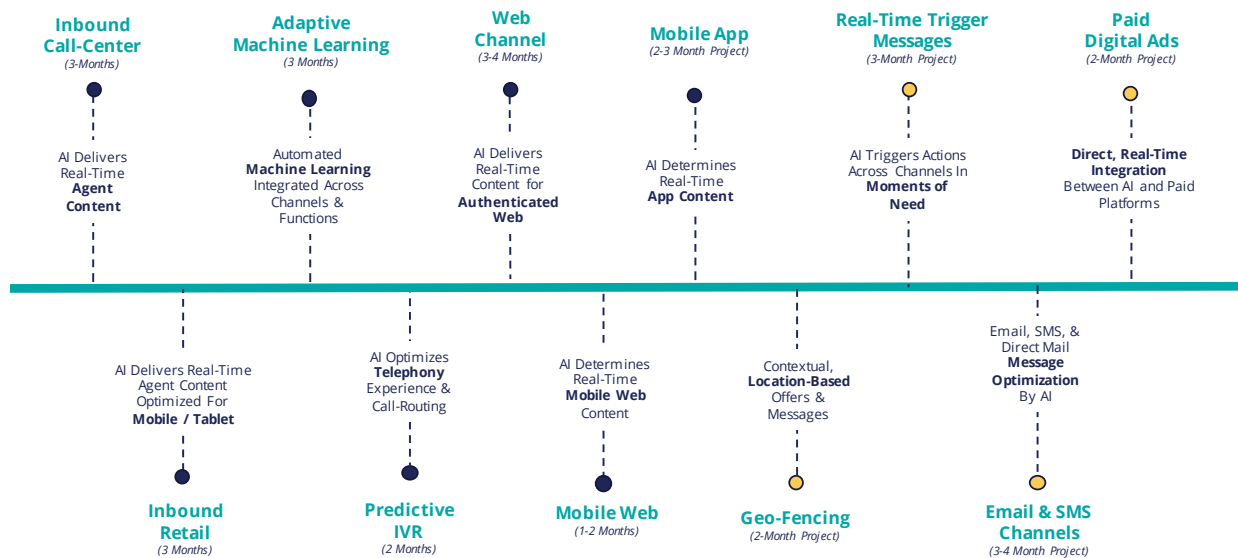 Inbound
Call-Center
(3-Months)
AI Delivers
Real-Time
Agent
Content
Inbound
Retail
(3 Months)
AI Delivers Real-Time
Agent Content
Optimized For
Mobile / Tablet
Adaptive
Machine Learning
(3 Months)
Automated
Machine Learning
Integrated Across
Channels &
Functions
Predictive
IVR
(2 Months)
AI Optimizes
Telephony
Experience &
Call-Routing
Web
Channel
(3-4 Months)
AI Delivers
Real-Time
Content for
Authenticated
Web
Mobile Web
(1-2 Months)
AI Determines
Real-Time
Mobile Web
Content
Mobile App
(2-3 Month Project)
AI Determines
Real-Time
App Content
Geo-Fencing
(2-Month Project)
Contextual,
Location-Based
Offers &
Messages
Real-Time Trigger
Messages
(3-Month Project)
AI Triggers Actions
Across Channels In
Moments of
Need
Email & SMS
Channels
(3-4 Month Project)
Email, SMS, &
Direct Mail
Message
Optimization
By AI
Paid
Digital Ads
(2-Month Project)
Direct, Real-Time
Integration
Between AI and Paid
Platforms